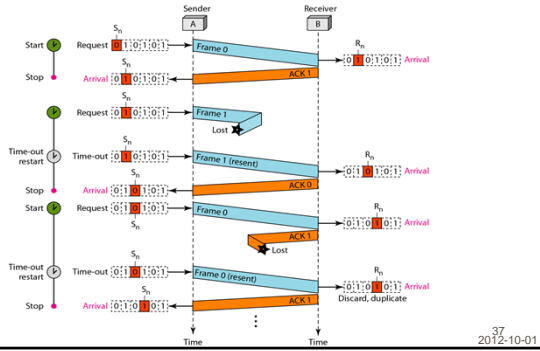 Sender Receiver
A B
Sn
Rn
Start Request 0 1 0 1 0 1 Frame 0
0 1 0 1 0 1 Arrival
Stop Arrival 0 1 0 1 0 1 ACK 1
Sn
Sn
Request 0 1 0 1 0 1 Frame 1
Lost
Sn
Rn
Time-out
restart
Time-out 0 1 0 1 0 1 Frame 1 (resent)
0 1 0 1 0 1 Arrival
Sn
Stop Arrival 0 1 0 1 0 1 ACK 0
Start Request 0 1 0 1 0 1 Frame 0
Sn
Rn
0 1 0 1 0 1 Arrival
ACK 1
Lost
Time-out
restart
Time-out 0 1 0 1 0 1 Frame 0 (resent)
Rn
0 1 0 1 0 1 Arrival
Discard, duplicate
Sn
Stop Arrival 0 1 0 1 0 1 ACK 1
Time Time
37
2012-10-01